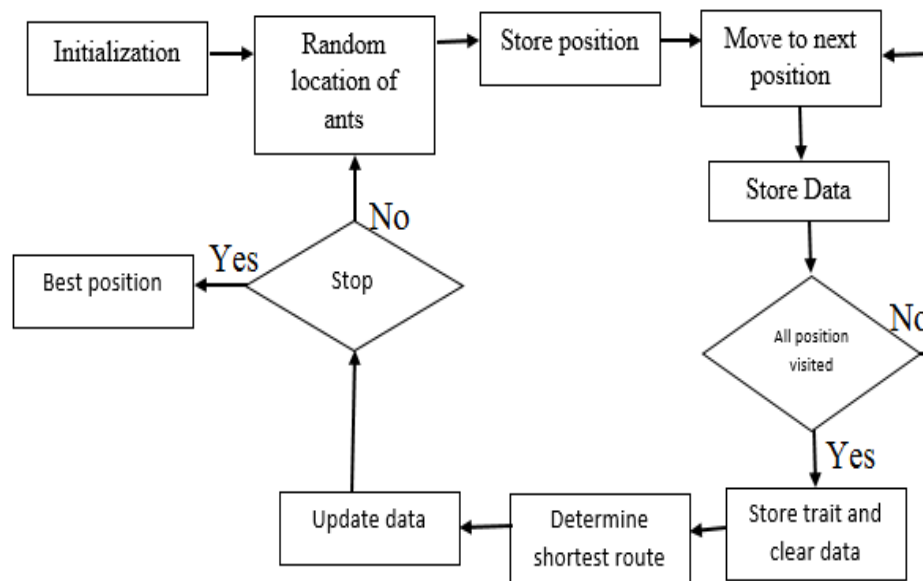 Initialization
Random
location of
ants
Store position
Move to next
position
Store Data
All position
visited
No
Yes
Store trait and
clear data
Determine
shortest route
Update data
Stop
No
Yes
Best position